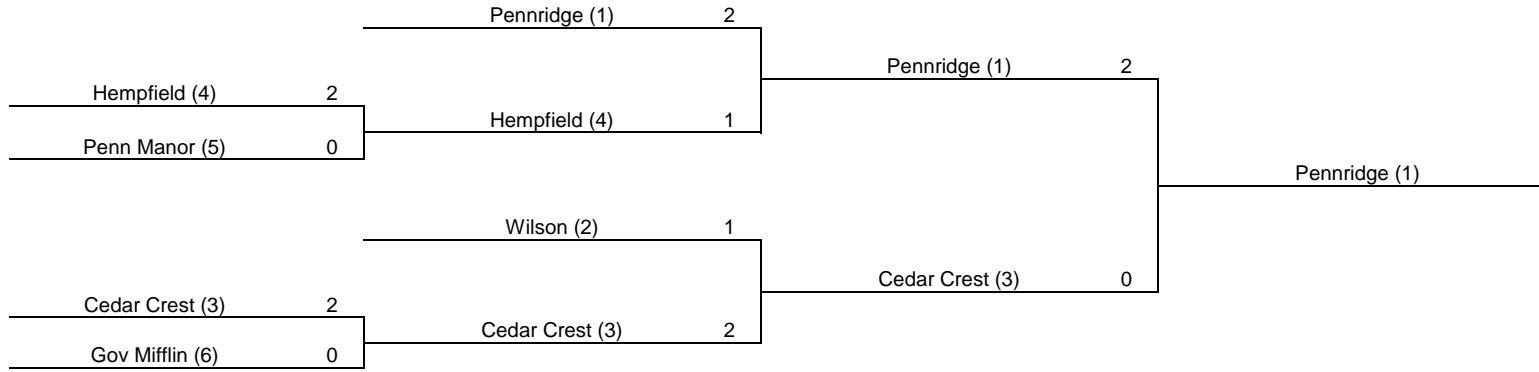 Pennridge (1) 2
Pennridge (1) 2
Hempfield (4) 2
Hempfield (4) 1
Penn Manor (5) 0
Pennridge (1)
Wilson (2) 1
Cedar Crest (3) 0
Cedar Crest (3) 2
Cedar Crest (3) 2
Gov Mifflin (6) 0